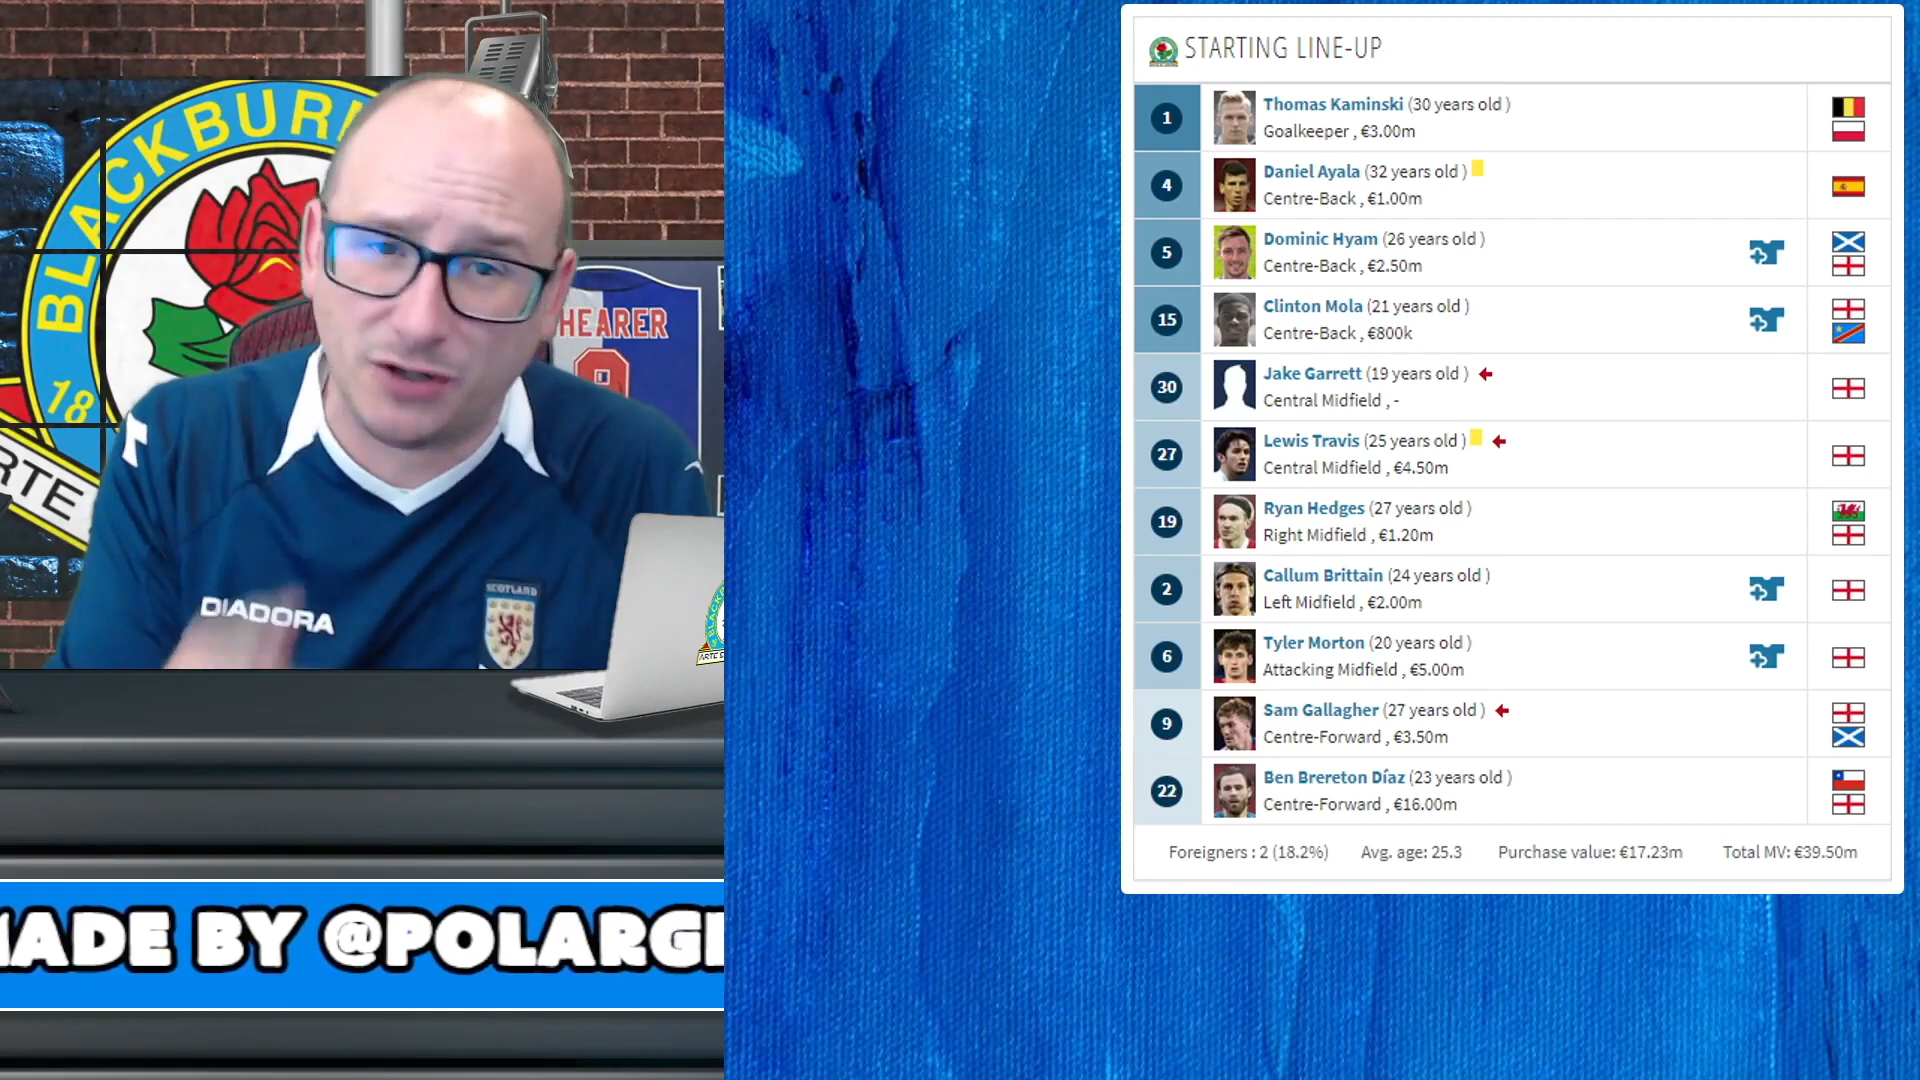 BLACKBURN
18
ARTE
HEARER
9
DIADORA
SCOTLAND
BLACKBU
ARTE
MADE BY @POLARG
STARTING LINE-UP
1
Thomas Kaminski (30 years old )
Goalkeeper , €3.00m
4
Daniel Ayala (32 years old )
Centre-Back , €1.00m
5
Dominic Hyam (26 years old )
Centre-Back , €2.50m
15
Clinton Mola (21 years old )
Centre-Back , €800k
30
Jake Garrett (19 years old )
Central Midfield , -
27
Lewis Travis (25 years old )
Central Midfield , €4.50m
19
Ryan Hedges (27 years old )
Right Midfield , €1.20m
2
Callum Brittain (24 years old )
Left Midfield , €2.00m
6
Tyler Morton (20 years old )
Attacking Midfield , €5.00m
9
Sam Gallagher (27 years old )
Centre-Forward , €3.50m
22
Ben Brereton Díaz (23 years old )
Centre-Forward , €16.00m
Foreigners : 2 (18.2%) Avg. age: 25.3 Purchase value: €17.23m Total MV: €39.50m